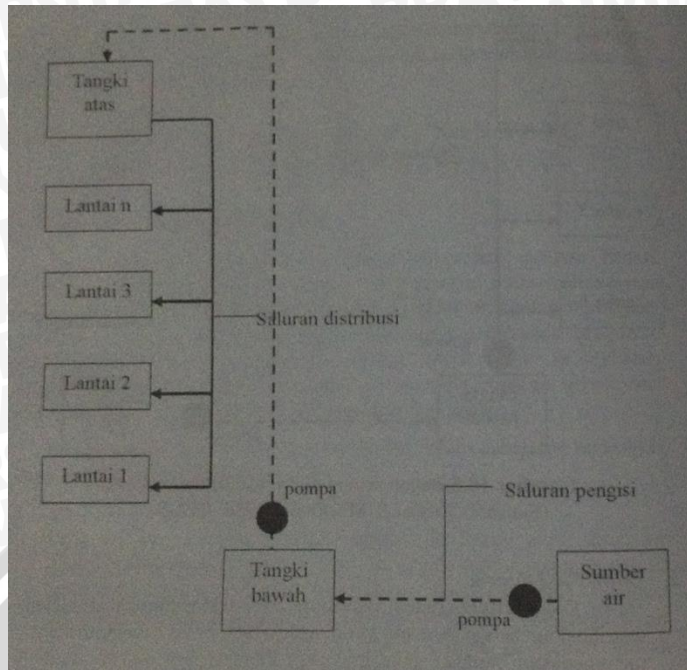 Tangki
atas
Lantai n
Lantai 3
Saluran distribusi
Lantai 2
Lantai 1
pompa
Saluran pengisi
Tangki
bawah
Sumber
air
pompa